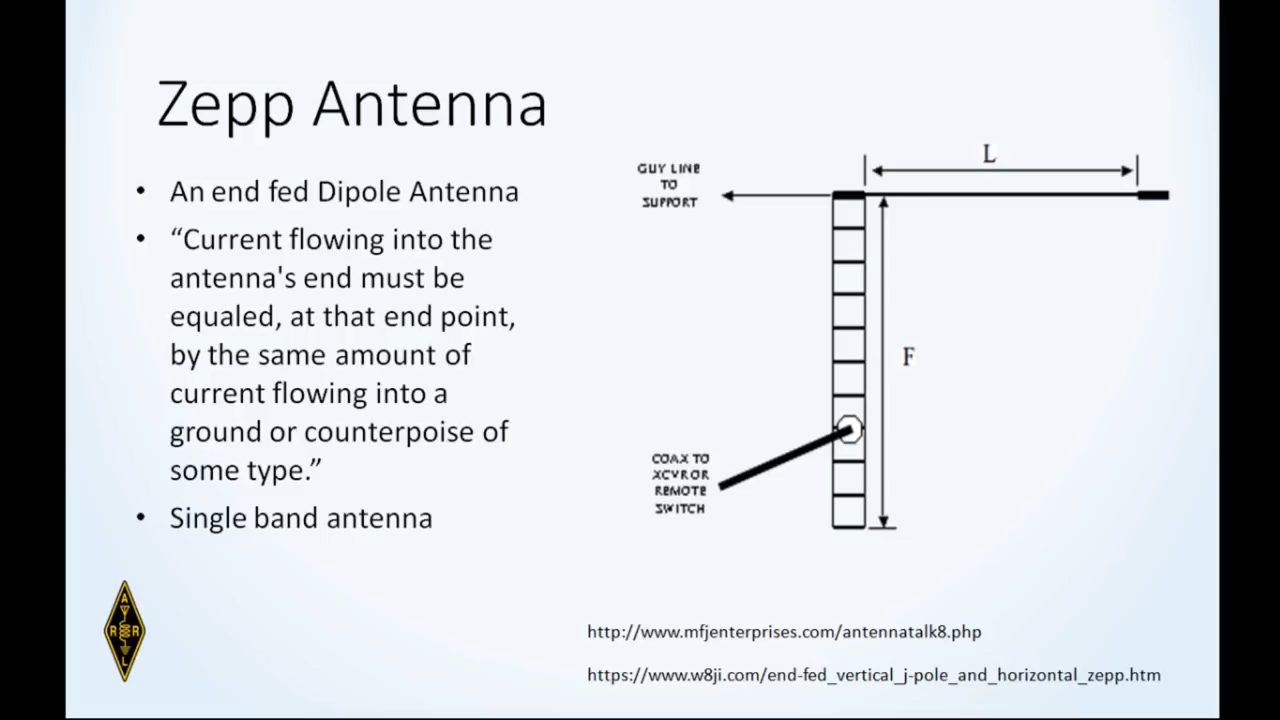 Zepp Antenna
• An end fed Dipole Antenna
• “Current flowing into the
antenna's end must be
equaled, at that end point,
by the same amount of
current flowing into a
ground or counterpoise of
some type.”
• Single band antenna
GUY LINE
TO
SUPPORT
L
F
COAX TO
XCVR OR
REMOTE
SWITCH
A
R R
L
http://www.mfjenterprises.com/antennatalk8.php
https://www.w8ji.com/end-fed_vertical_j-pole_and_horizontal_zepp.htm